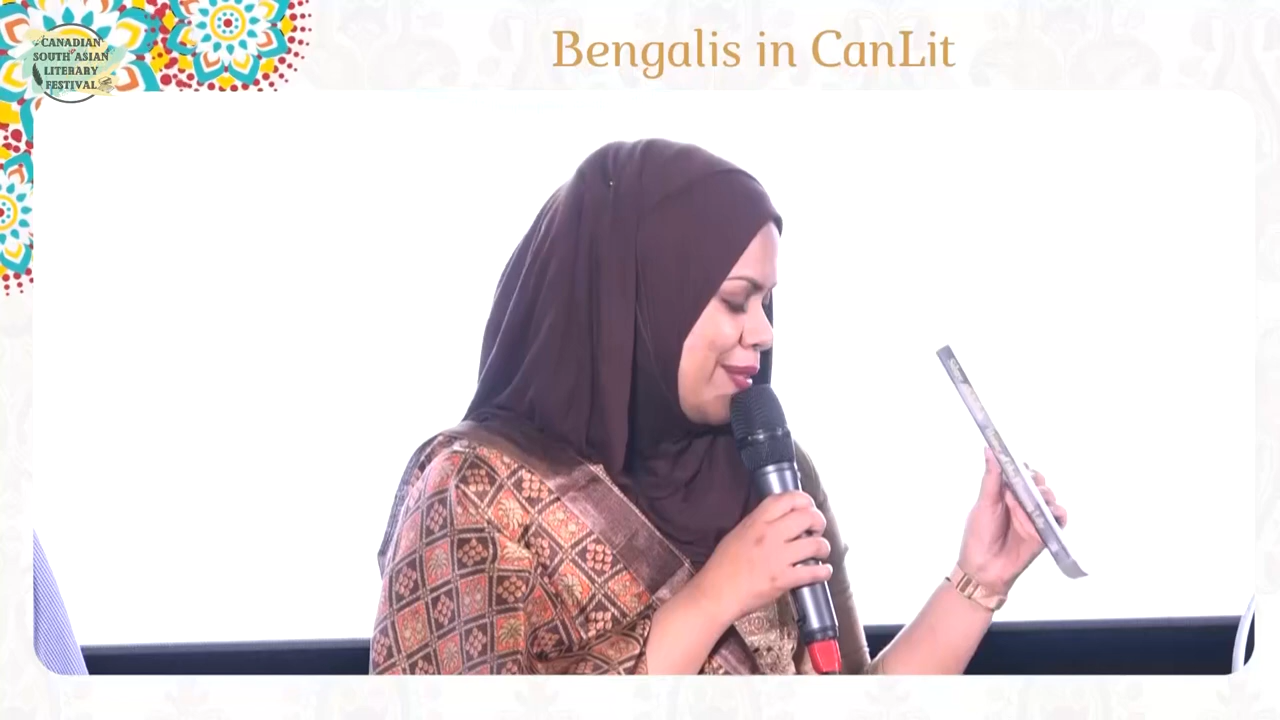 CANADIAN
SOUTH ASIAN
LITERARY
FESTIVAL
Bengalis in CanLit